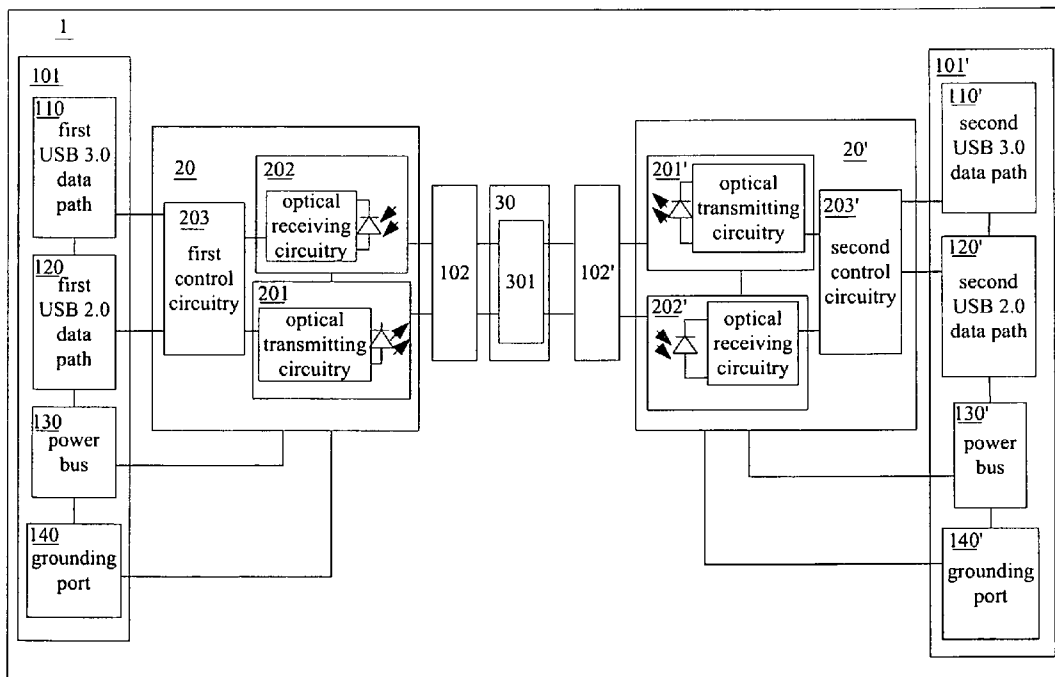 1
101
110
first
USB 3.0
data
path
120
first
USB 2.0
data
path
130
power
bus
140
grounding
port
20
203
first
control
circuitry
202
optical
receiving
circuitry
201
optical
transmitting
circuitry
102
30
301
102'
20'
201'
optical
transmitting
circuitry
202'
optical
receiving
circuitry
203'
second
control
circuitry
101'
110'
second
USB 3.0
data path
120'
second
USB 2.0
data path
130'
power
bus
140'
grounding
port